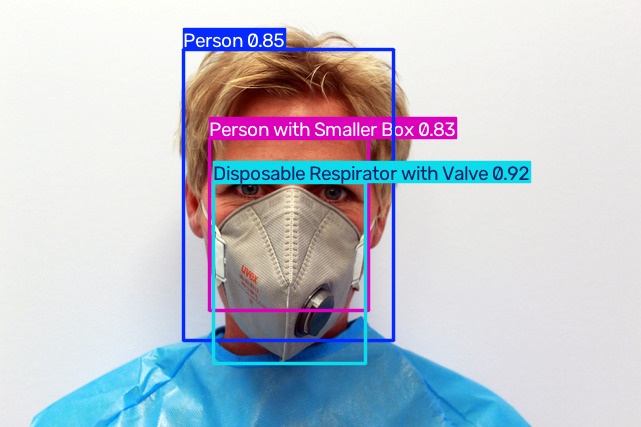 Person 0.85
Person with Smaller Box 0.83
Disposable Respirator with Valve 0.92
uvex